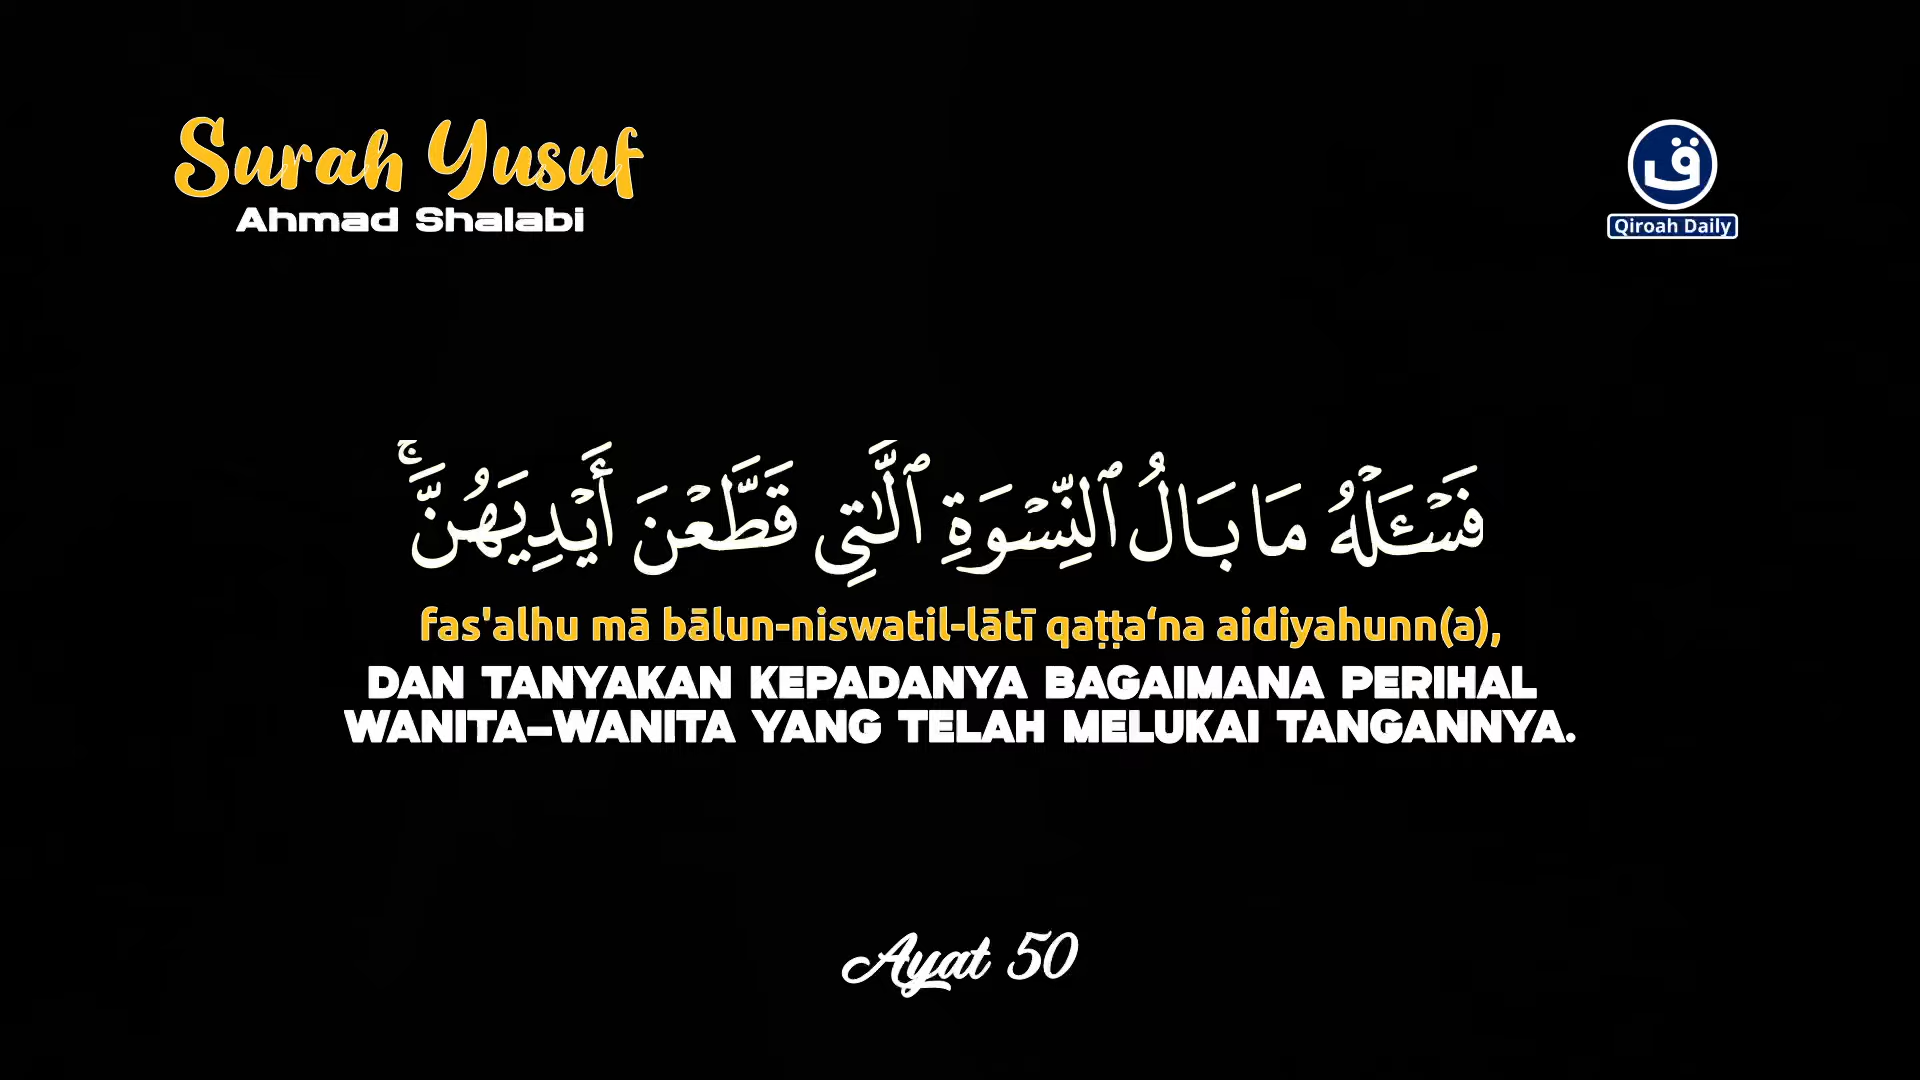 Surah Yusuf
Ahmad Shalabi
ق
Qiroah Daily
فَسْـَٔلْهُ مَا بَالُ ٱلنِّسْوَةِ ٱلَّـٰتِى قَطَّعْنَ أَيْدِيَهُنَّ ۚ
fas'alhu mā bālun-niswatil-lātī qaṭṭa‘na aidiyahunn(a),
DAN TANYAKAN KEPADANYA BAGAIMANA PERIHAL
WANITA-WANITA YANG TELAH MELUKAI TANGANNYA.
Ayat 50